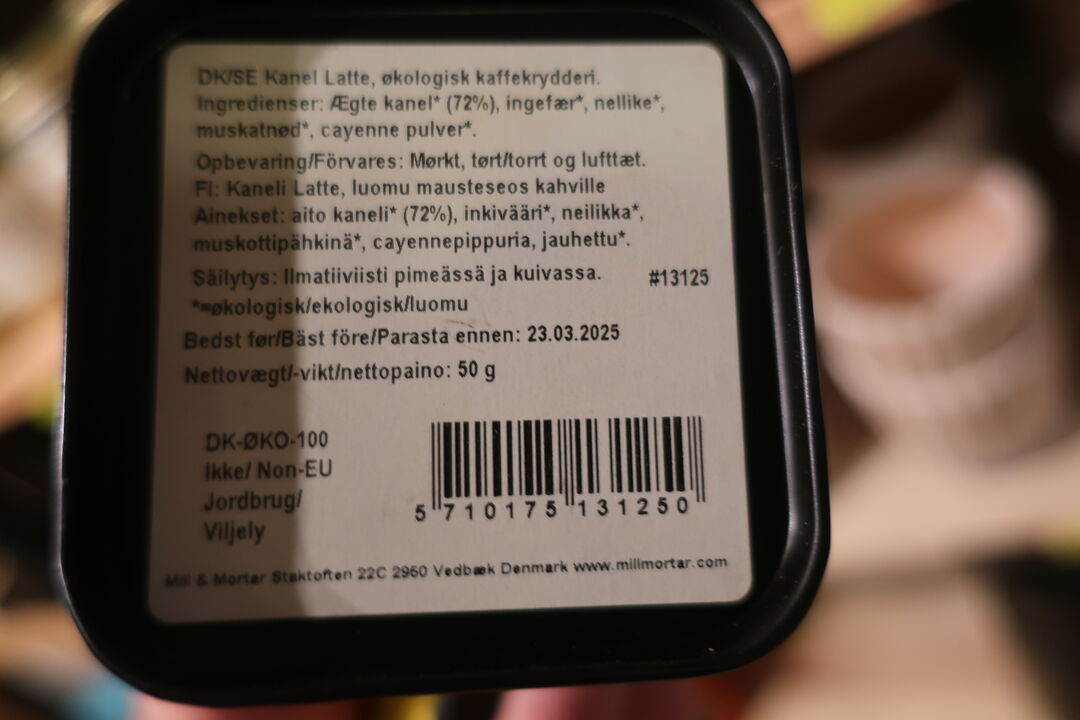 DK/SE Kanel Latte, økologisk kaffekrydderi.
Ingredienser: Ægte kanel* (72%), ingefær*, nellike*,
muskatnød*, cayenne pulver*.
Opbevaring/Förvares: Mørkt, tørt/torrt og lufttæt.
FI: Kaneli Latte, luomu mausteseos kahville
Ainekset: aito kaneli* (72%), inkivääri*, neilikka*,
muskottipähkinä*, cayennepippuria, jauhettu*.
Säilytys: Ilmatiiviisti pimeässä ja kuivassa. #13125
*=økologisk/ekologisk/luomu
Bedst før/Bäst före/Parasta ennen: 23.03.2025
Nettovægt/-vikt/nettopaino: 50 g
DK-ØKO-100
Ikke/ Non-EU
Jordbrug/
Viljely
5 710175 131250
Mill & Mortar Staktoften 22C 2950 Vedbæk Denmark www.millmortar.com